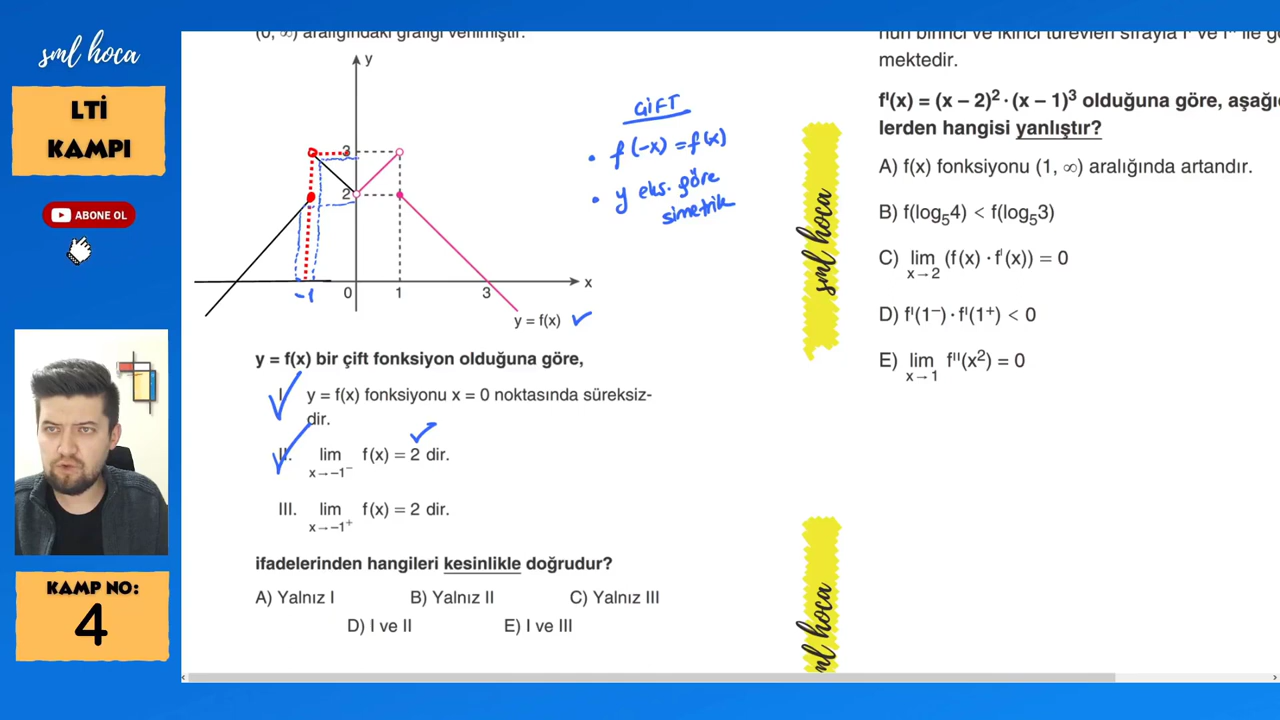 sml hoca
LTİ
KAMPI
ABONE OL
KAMP NO:
4
(0, ∞) aralığındaki grafiği verilmiştir.
y
3
2
-1
0
1
3
x
y = f(x)
ÇİFT
• f(-x) = f(x)
• y eks. göre
simetrik
y = f(x) bir çift fonksiyon olduğuna göre,
I. y = f(x) fonksiyonu x = 0 noktasında süreksiz-
dir.
II. lim f(x) = 2 dir.
x→–1⁻
III. lim f(x) = 2 dir.
x→–1⁺
ifadelerinden hangileri kesinlikle doğrudur?
A) Yalnız I B) Yalnız II C) Yalnız III
D) I ve II E) I ve III
sml hoca
sml hoca
mektedir.
f'(x) = (x – 2)² · (x – 1)³ olduğuna göre,
lerden hangisi yanlıştır?
A) f(x) fonksiyonu (1, ∞) aralığında artandır.
B) f(log₅4) < f(log₅3)
C) lim (f(x) · f'(x)) = 0
x→2
D) f'(1⁻) · f'(1⁺) < 0
E) lim f''(x²) = 0
x→1